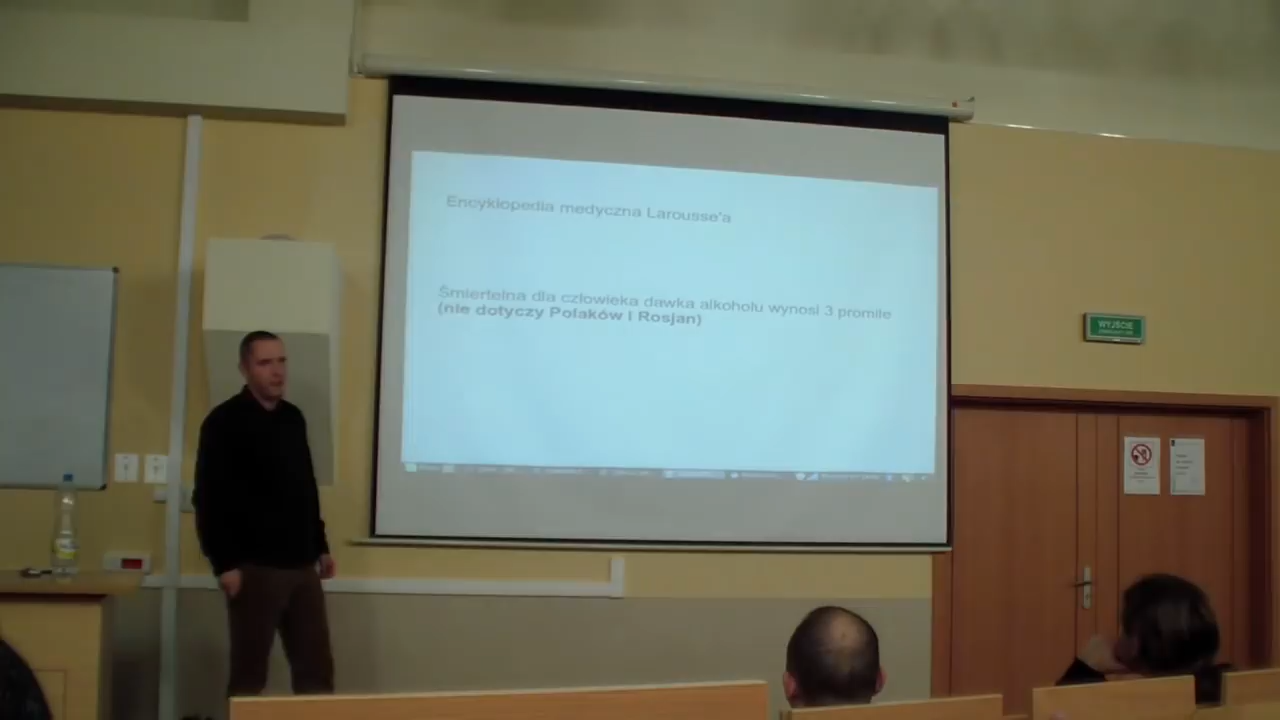 Encyklopedia medyczna Larousse'a
Śmiertelna dla człowieka dawka alkoholu wynosi 3 promile
(nie dotyczy Polaków i Rosjan)
WYJŚCIE